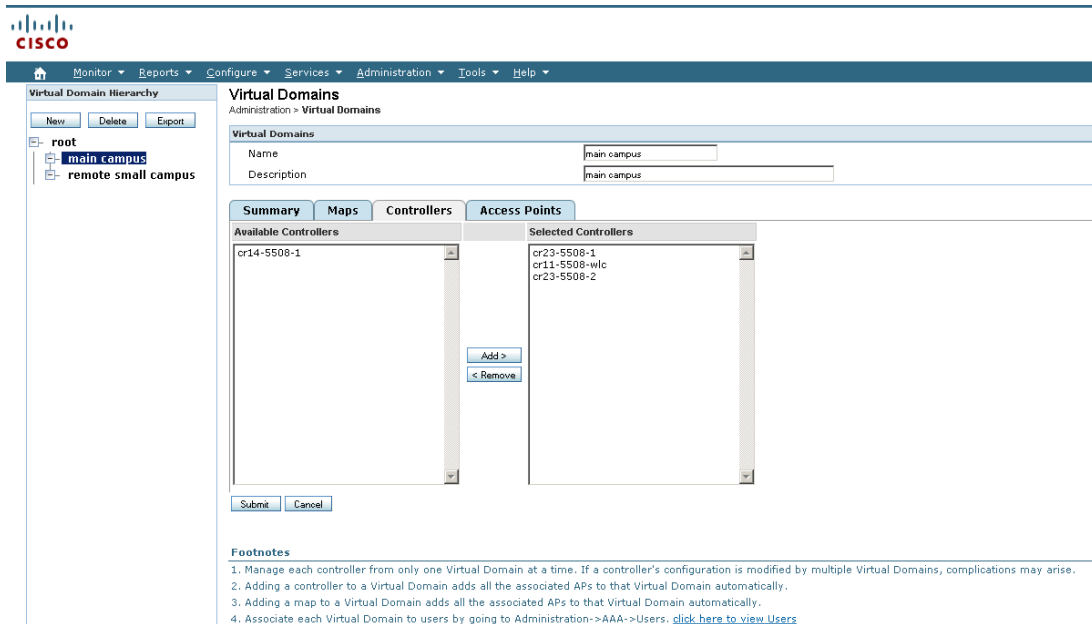 CISCO
Monitor Reports Configure Services Administration Tools Help
Virtual Domain Hierarchy
New Delete Export
root
main campus
remote small campus
Virtual Domains
Administration > Virtual Domains
Virtual Domains
Name main campus
Description main campus
Summary Maps Controllers Access Points
Available Controllers Selected Controllers
cr14-5508-1
cr23-5508-1
cr11-5508-wlc
cr23-5508-2
Add >
< Remove
Submit Cancel
Footnotes
1. Manage each controller from only one Virtual Domain at a time. If a controller's configuration is modified by multiple Virtual Domains, complications may arise.
2. Adding a controller to a Virtual Domain adds all the associated APs to that Virtual Domain automatically.
3. Adding a map to a Virtual Domain adds all the associated APs to that Virtual Domain automatically.
4. Associate each Virtual Domain to users by going to Administration->AAA->Users. click here to view Users